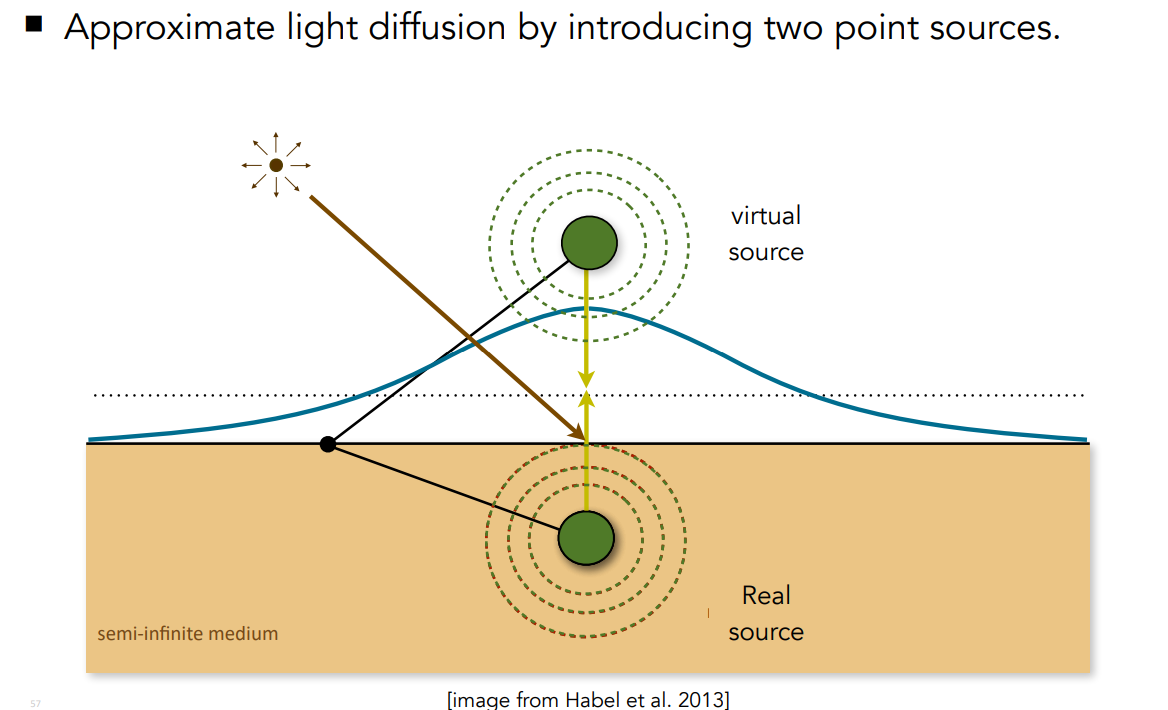 ■ Approximate light diffusion by introducing two point sources.
virtual
source
Real
source
semi-infinite medium
[image from Habel et al. 2013]
57